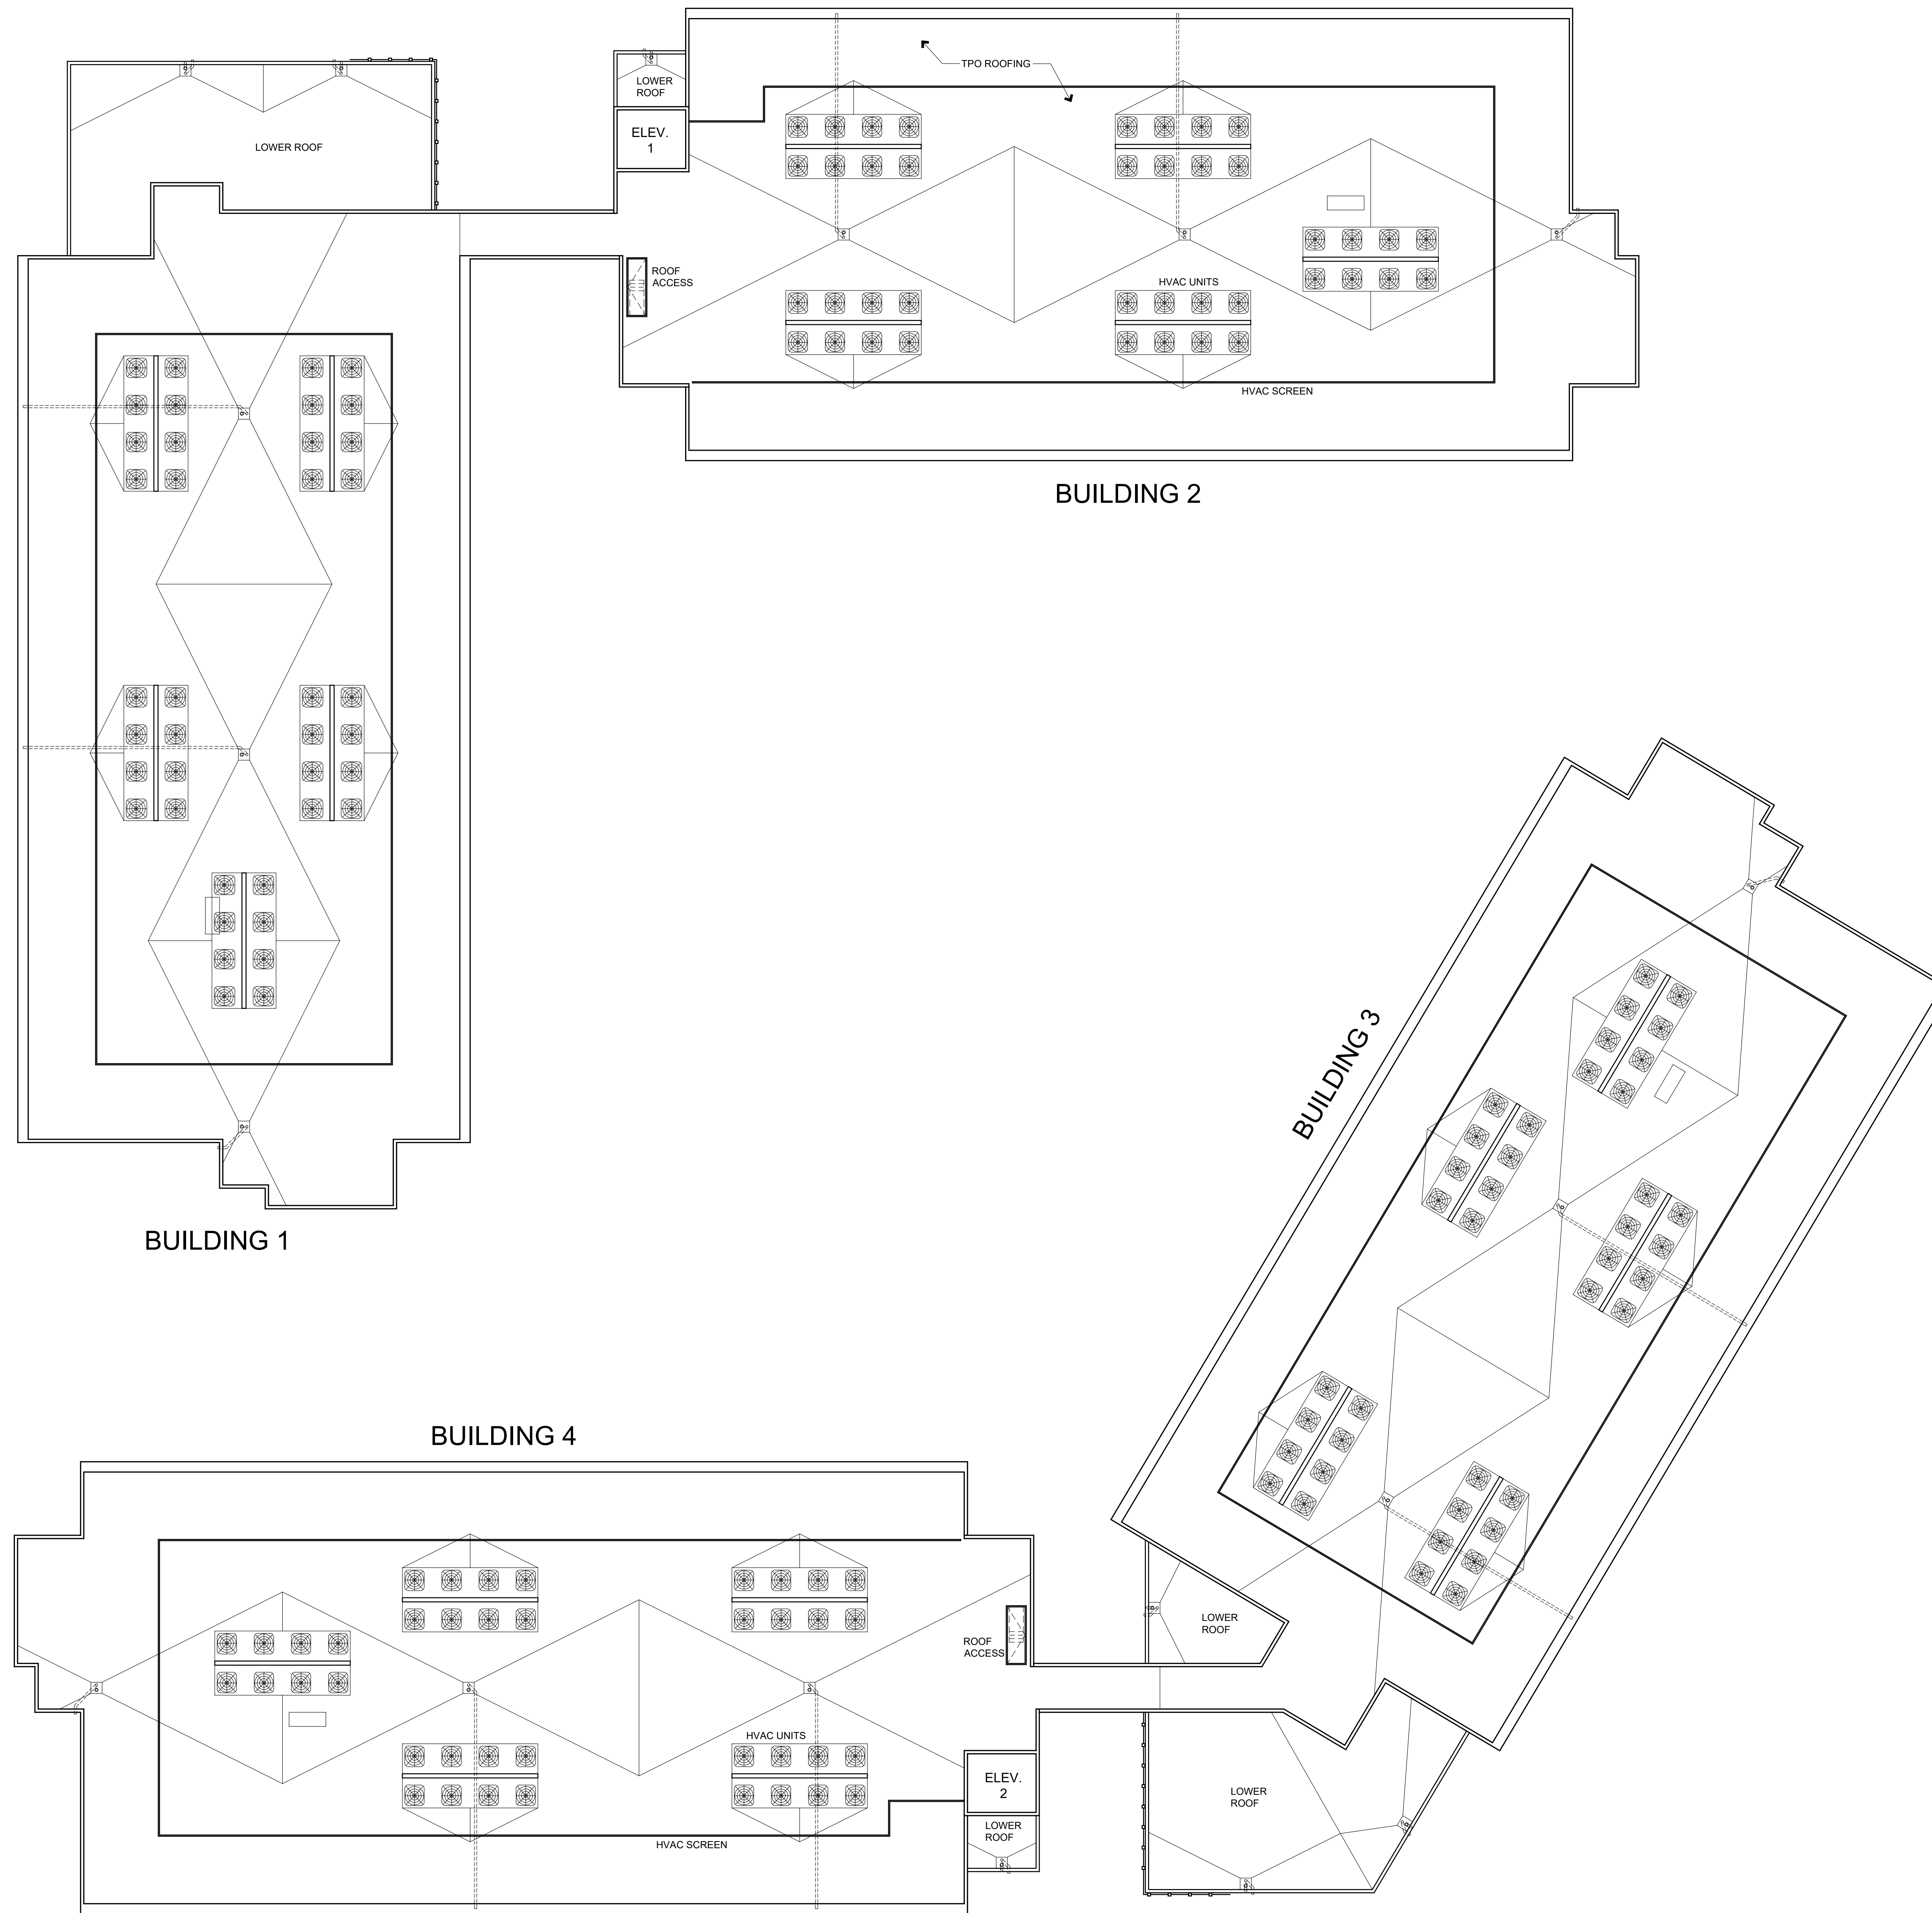 TPO ROOFING
LOWER
ROOF
ELEV.
1
LOWER ROOF
ROOF
ACCESS
HVAC UNITS
HVAC SCREEN
BUILDING 2
BUILDING 1
BUILDING 3
BUILDING 4
LOWER
ROOF
ROOF
ACCESS
HVAC UNITS
ELEV.
2
LOWER
ROOF
LOWER
ROOF
HVAC SCREEN